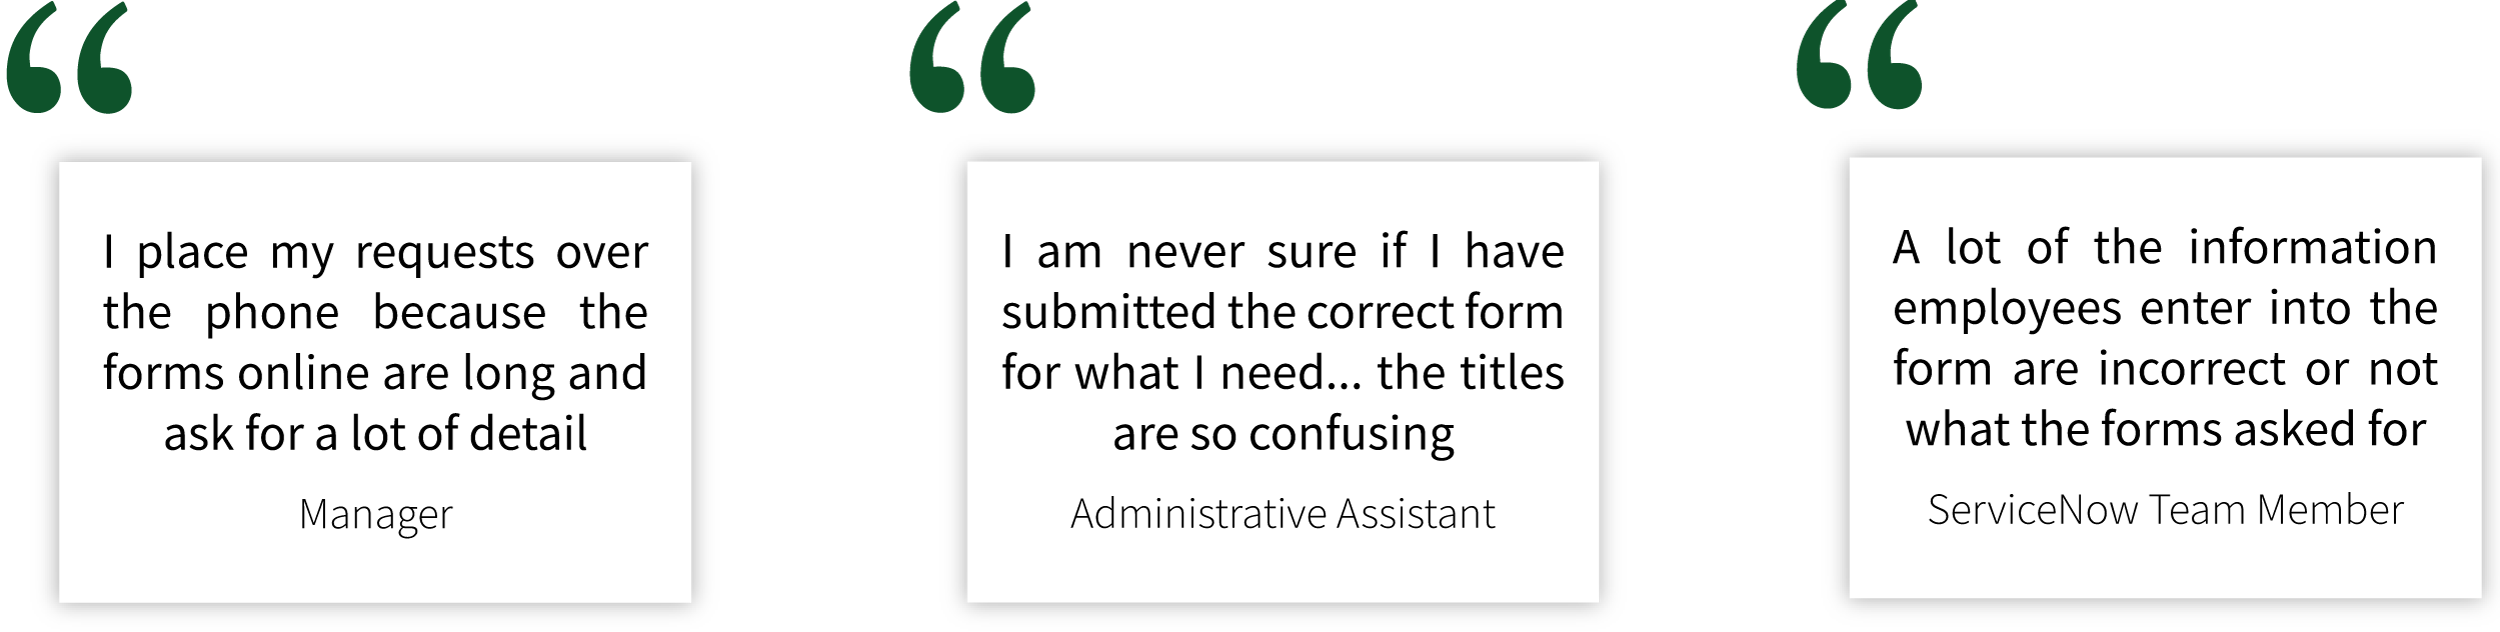 “
I place my requests over
the phone because the
forms online are long and
ask for a lot of detail
Manager
“
I am never sure if I have
submitted the correct form
for what I need... the titles
are so confusing
Administrative Assistant
“
A lot of the information
employees enter into the
form are incorrect or not
what the forms asked for
ServiceNow Team Member